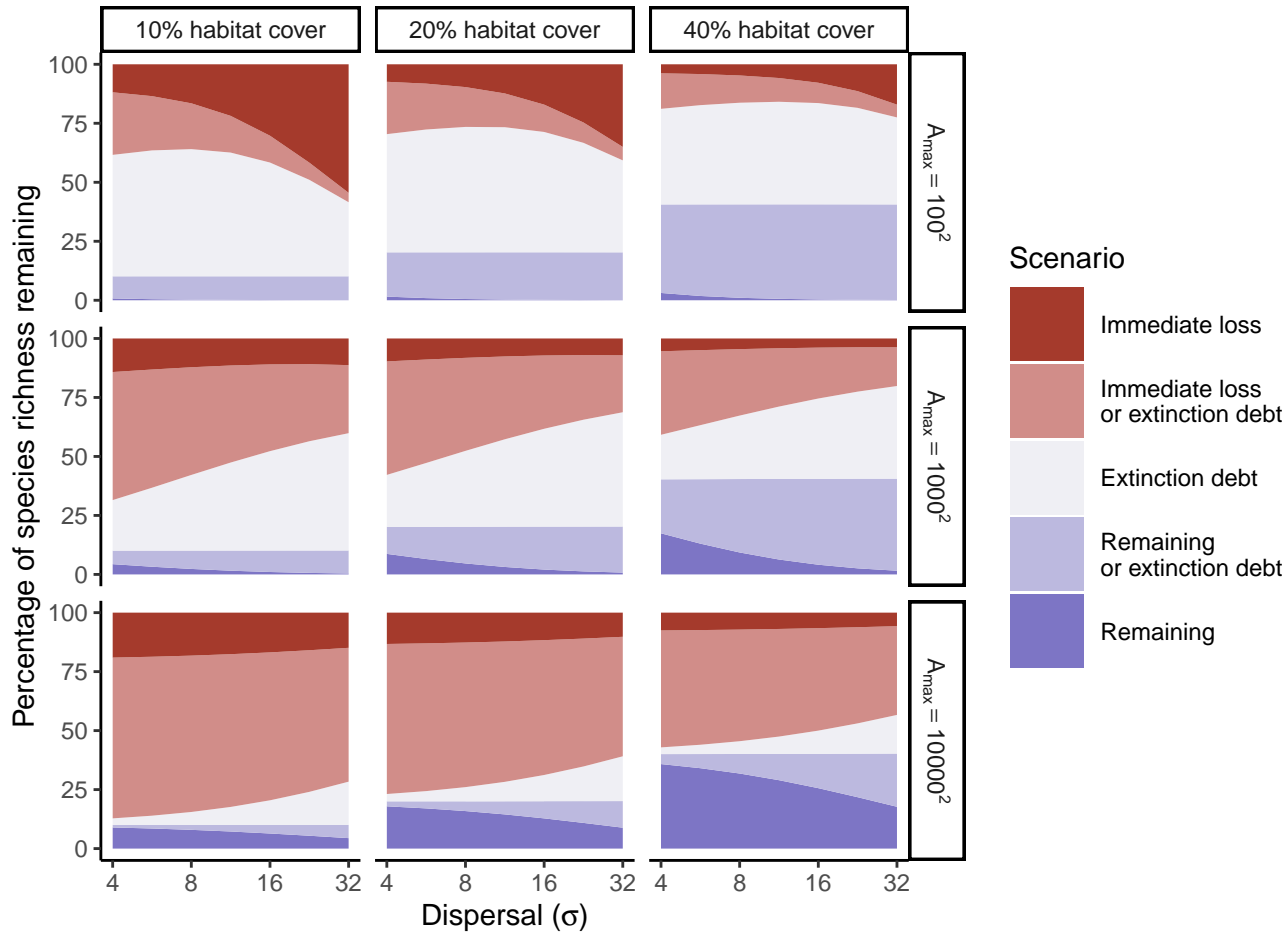 10% habitat cover
20% habitat cover
40% habitat cover
Percentage of species richness remaining
100
75
50
25
0
A_max = 100²
100
75
50
25
0
A_max = 1000²
100
75
50
25
0
A_max = 10000²
4 8 16 32
4 8 16 32
4 8 16 32
Dispersal (σ)
Scenario
Immediate loss
Immediate loss
or extinction debt
Extinction debt
Remaining
or extinction debt
Remaining